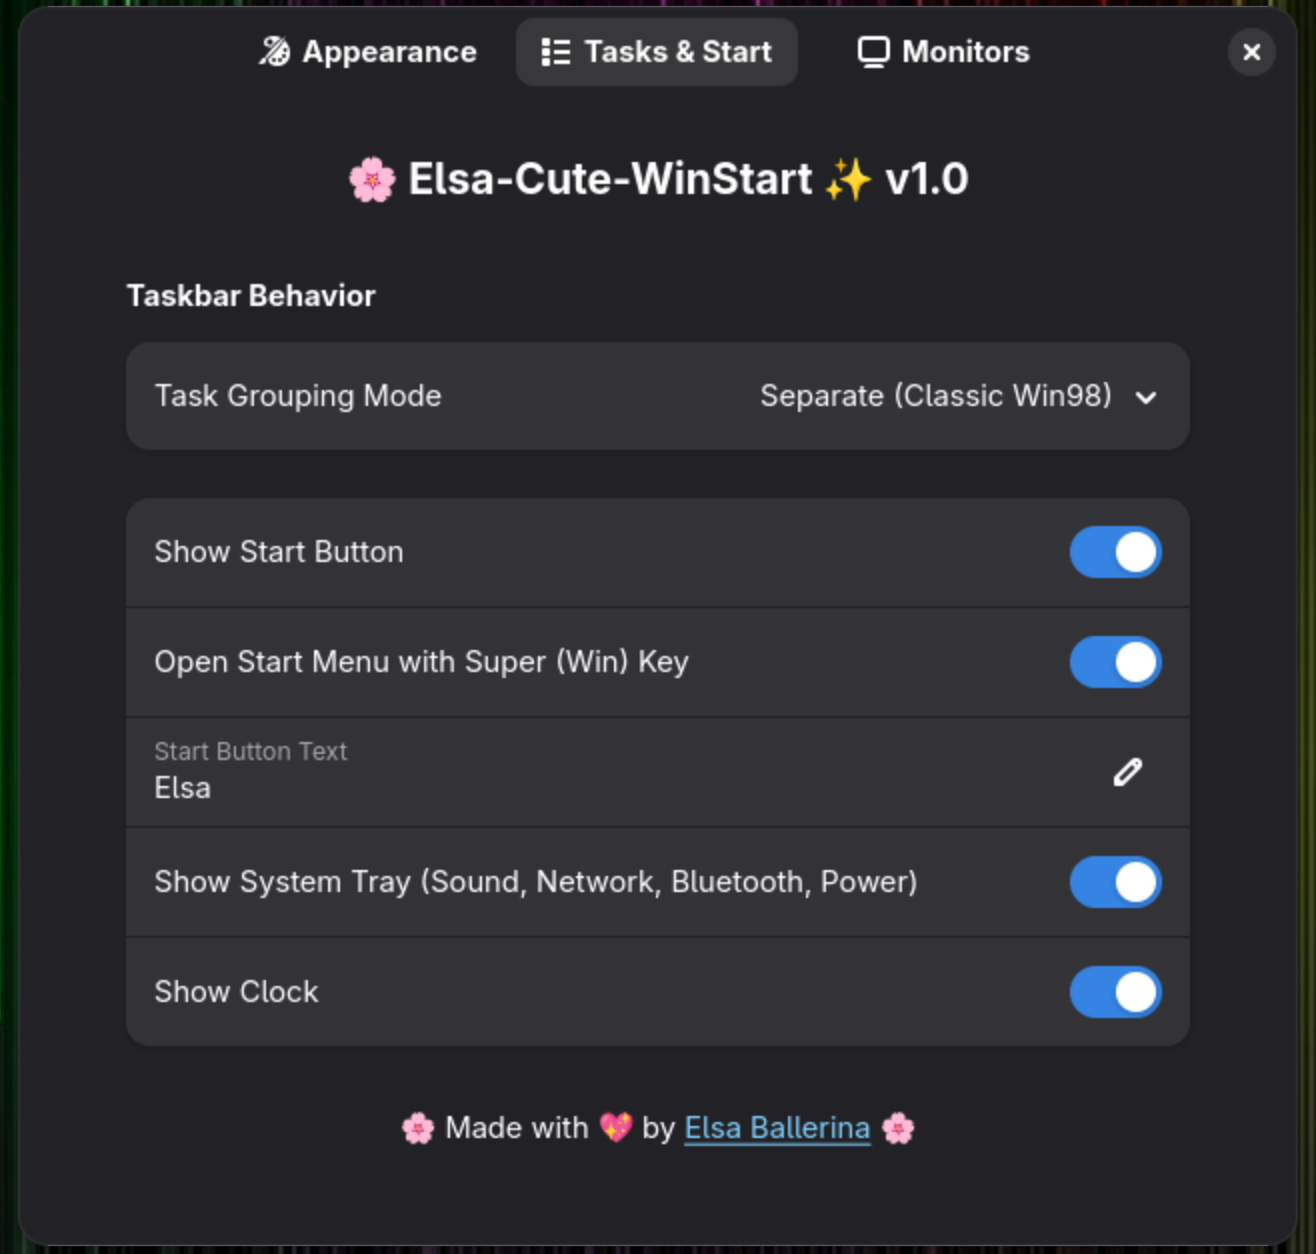 Appearance
Tasks & Start
Monitors
🌸 Elsa-Cute-WinStart ✨ v1.0
Taskbar Behavior
Task Grouping Mode
Separate (Classic Win98)
Show Start Button
Open Start Menu with Super (Win) Key
Start Button Text
Elsa
Show System Tray (Sound, Network, Bluetooth, Power)
Show Clock
🌸 Made with 💖 by Elsa Ballerina 🌸